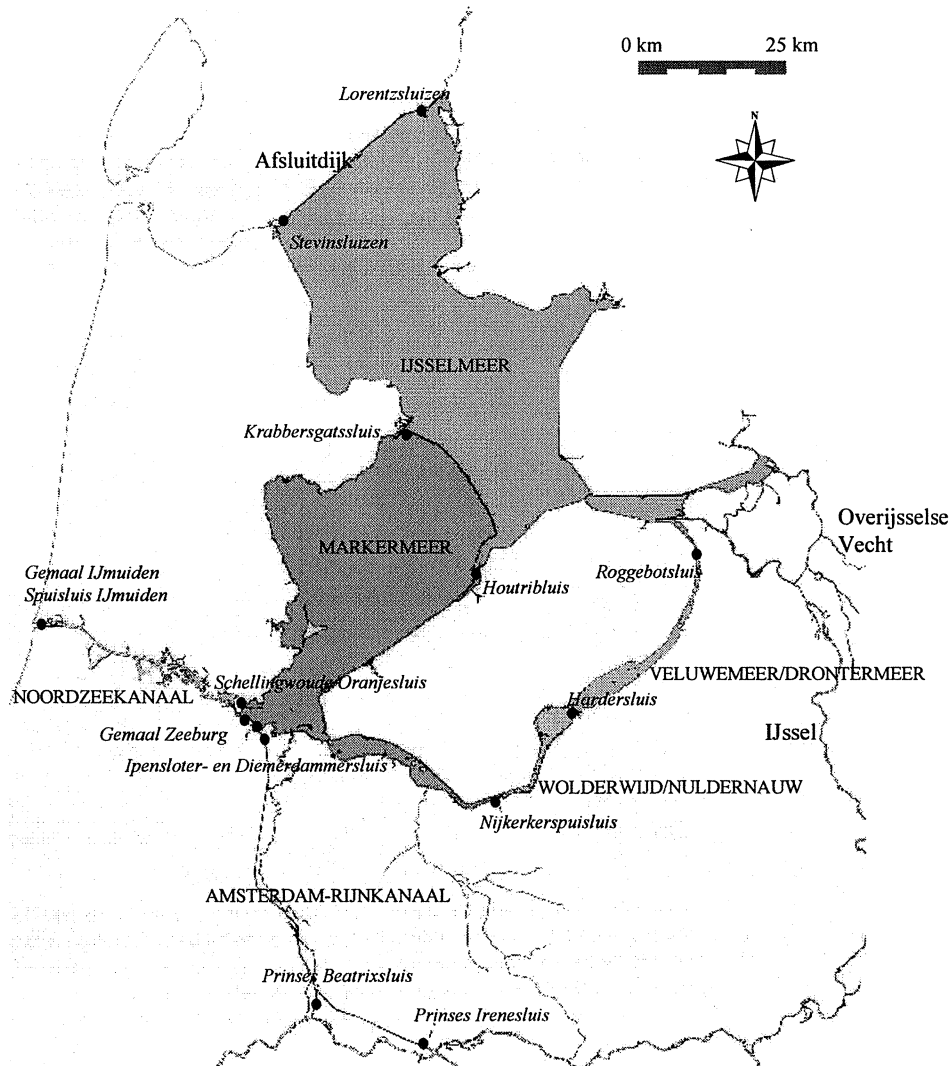 0 km 25 km
Lorentzsluizen
N
Afsluitdijk
Stevinsluizen
IJSSELMEER
Krabbersgatssluis
Overijsselse
Vecht
MARKERMEER
Roggebotsluis
Houtribluis
Gemaal IJmuiden
Spuisluis IJmuiden
VELUWEMEER/DRONTERMEER
Schellingwoude/Oranjesluis
NOORDZEEKANAAL
Hardersluis
Gemaal Zeeburg
IJssel
Ipensloter- en Diemerdammersluis
WOLDERWIJD/NULDERNAUW
Nijkerkerspuisluis
AMSTERDAM-RIJNKANAAL
Prinses Beatrixsluis
Prinses Irenesluis